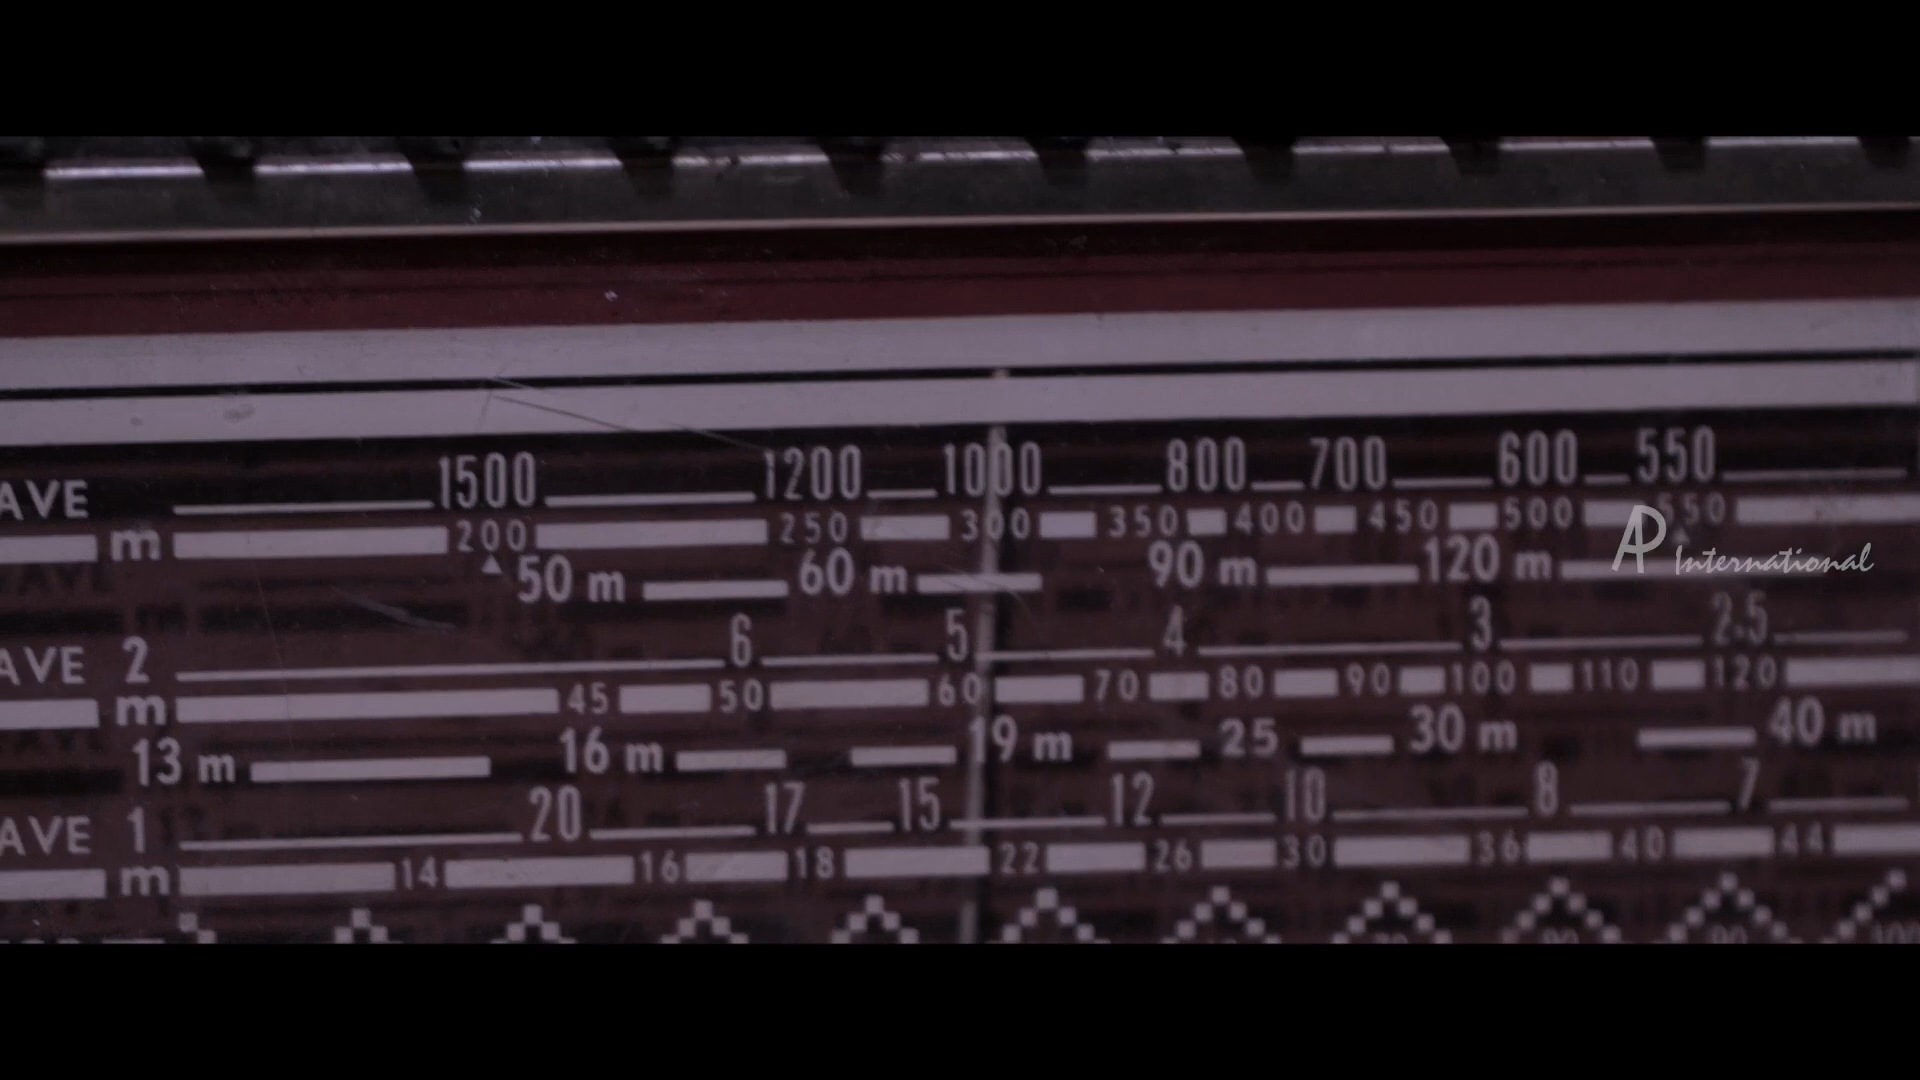 1500 1200 1000 800 700 600 550
AVE
m 200 250 300 350 400 450 500 550
50 m 60 m 90 m 120 m
AP International
6 5 4 3 2.5
AVE 2
m 45 50 60 70 80 90 100 110 120
13 m 16 m 19 m 25 30 m 40 m
20 17 15 12 10 8 7
AVE 1
m 14 16 18 22 26 30 36 40 44